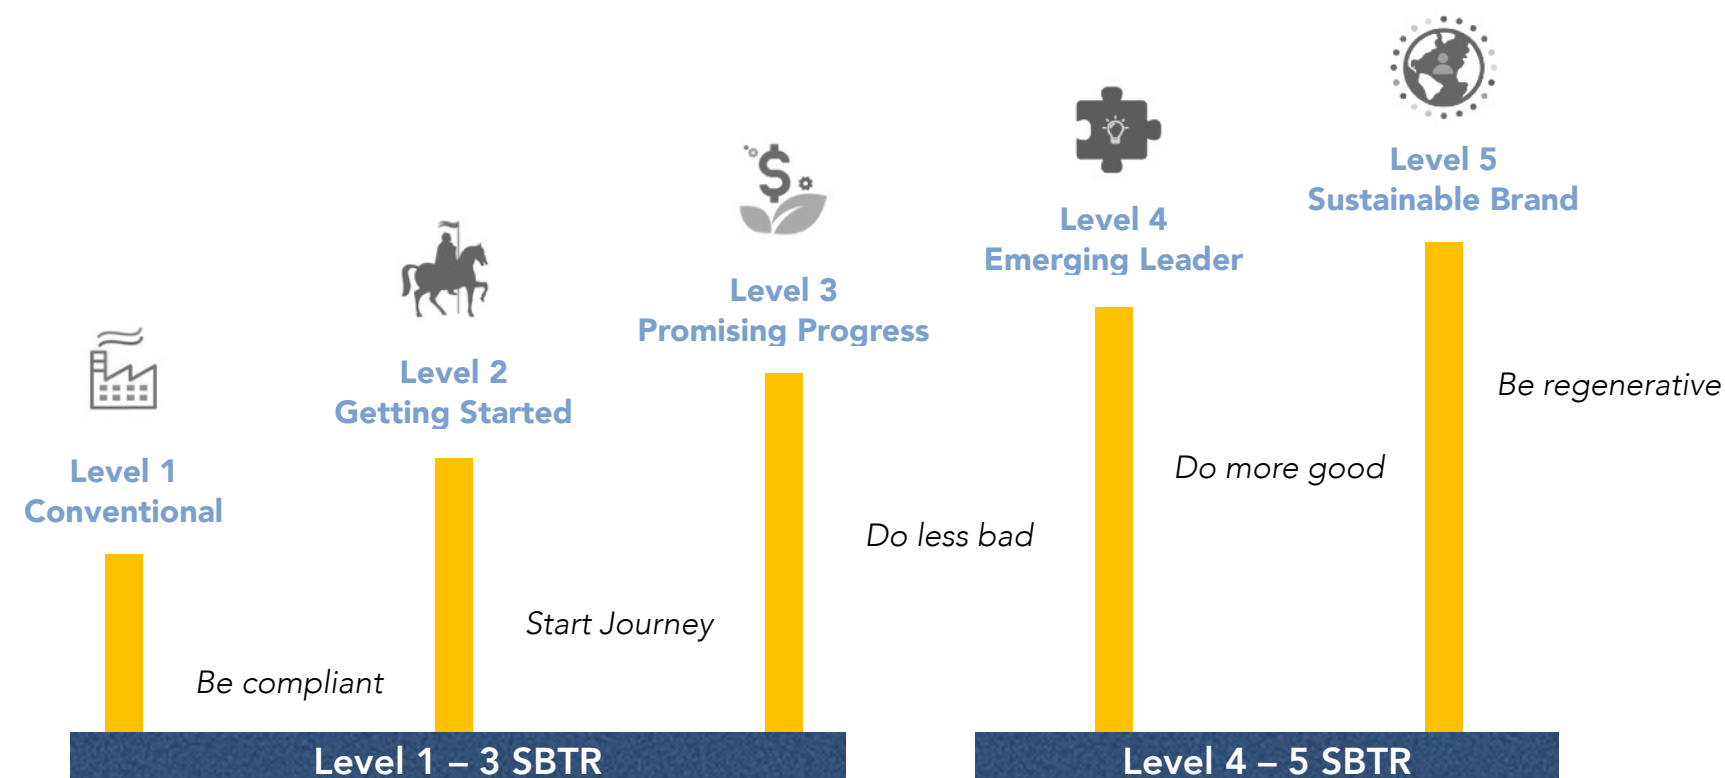 Level 5
Sustainable Brand
Level 4
Emerging Leader
Level 3
Promising Progress
Level 2
Getting Started
Level 1
Conventional
Be regenerative
Do more good
Do less bad
Start Journey
Be compliant
Level 1 – 3 SBTR
Level 4 – 5 SBTR